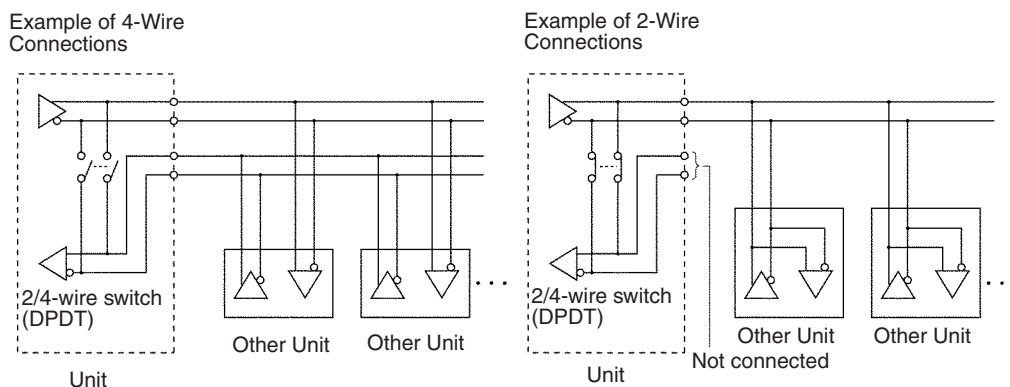 Example of 4-Wire
Connections
2/4-wire switch
(DPDT)
Other Unit
Other Unit
...
Unit
Example of 2-Wire
Connections
2/4-wire switch
(DPDT)
Other Unit
Other Unit
..
Not connected
Unit